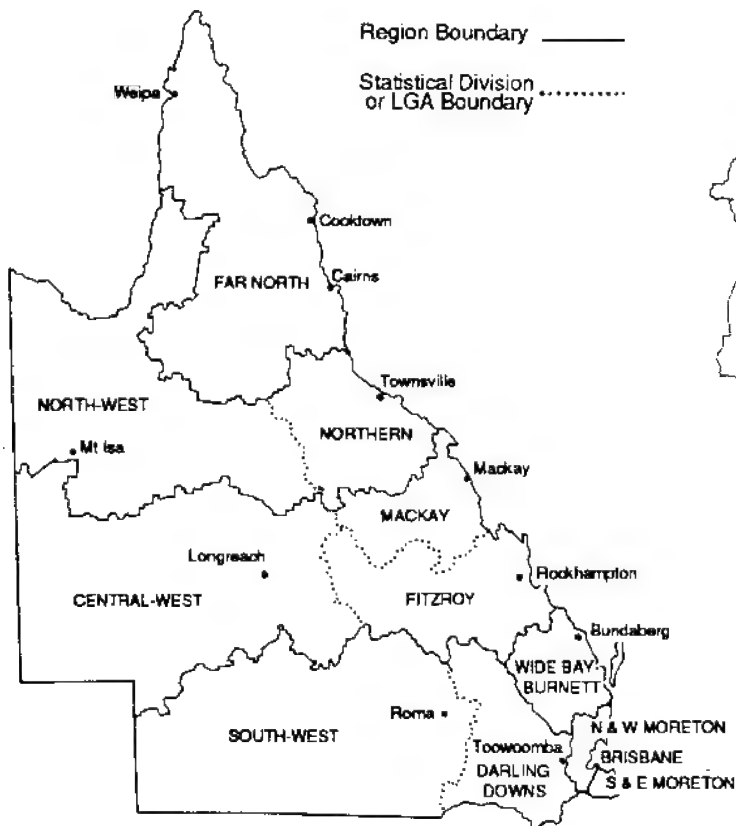 Region Boundary
Statistical Division
or LGA Boundary
Weipa
Cooktown
FAR NORTH
Cairns
Townsville
NORTH-WEST
NORTHERN
Mt Isa
Mackay
MACKAY
Longreach
Rockhampton
CENTRAL-WEST
FITZROY
Bundaberg
WIDE BAY-
BURNETT
Roma
N & W MORETON
SOUTH-WEST
Toowoomba
BRISBANE
DARLING
DOWNS
S & E MORETON